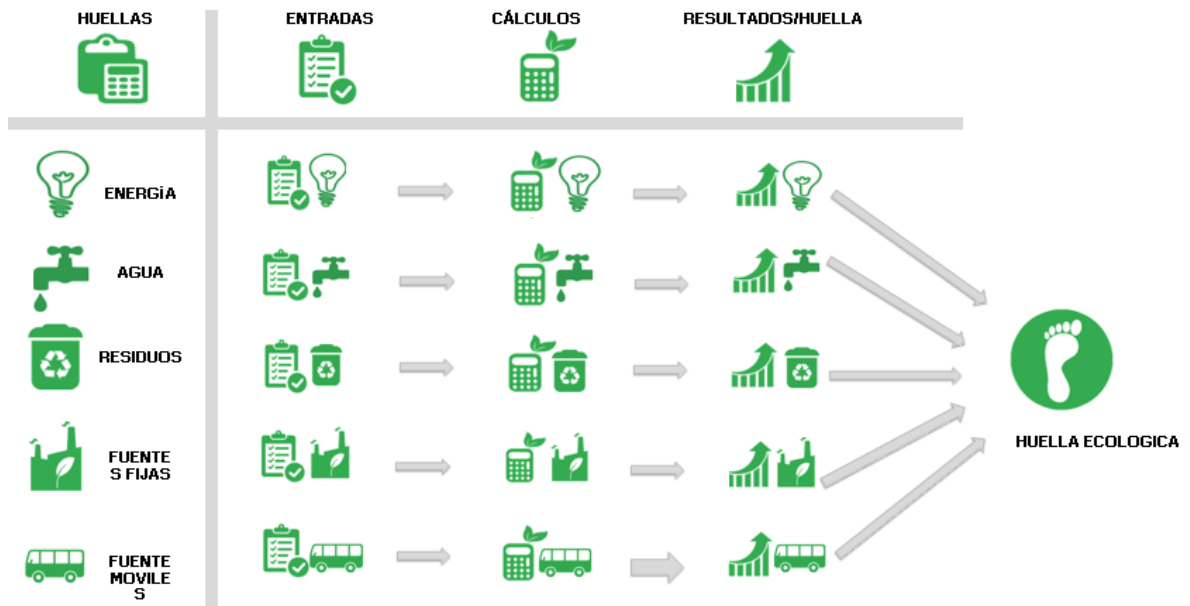 HUELLAS
ENTRADAS
CÁLCULOS
RESULTADOS/HUELLA
ENERGÍA
AGUA
RESIDUOS
FUENTE
S FIJAS
FUENTE
MOVILE
S
HUELLA ECOLOGICA